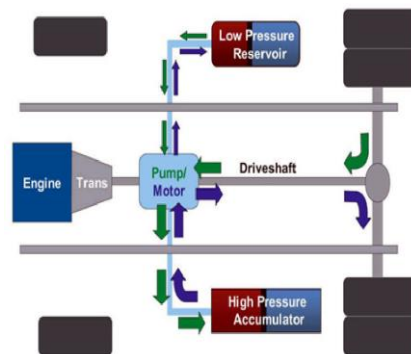 Low Pressure
Reservoir
Engine
Trans
Pump/
Motor
Driveshaft
High Pressure
Accumulator